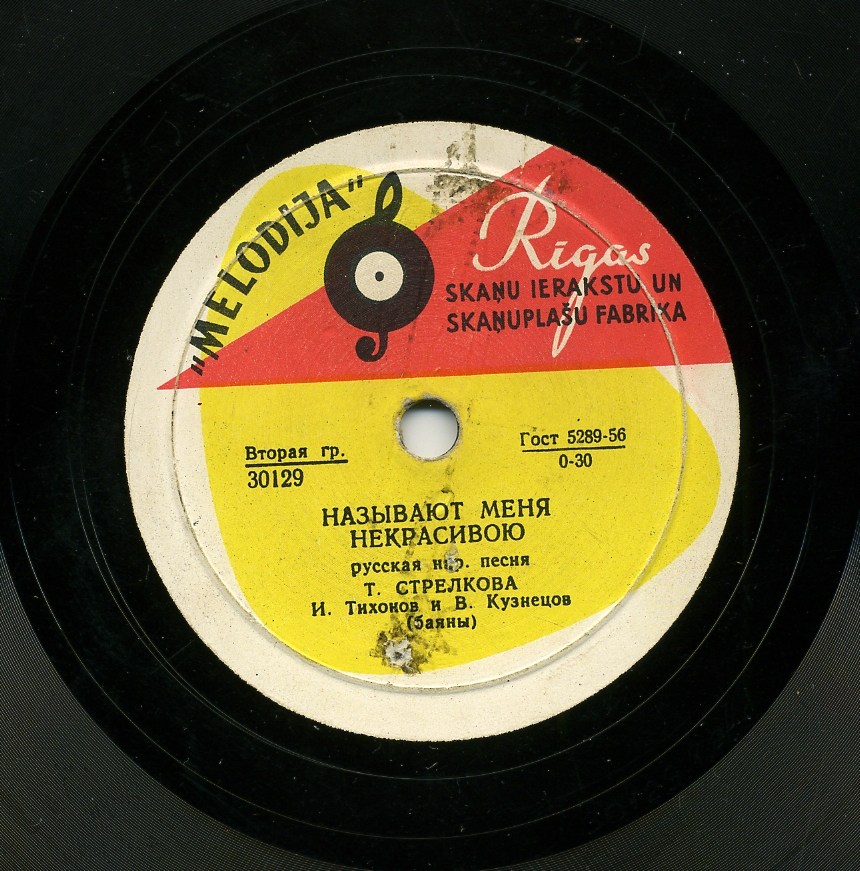 „MELODIJA"
Rīgas
SKAŅU IERAKSTU UN
SKAŅUPLAŠU FABRIKA
Вторая гр.
30129
Гост 5289-56
0-30
НАЗЫВАЮТ МЕНЯ
НЕКРАСИВОЮ
русская нар. песня
Т. СТРЕЛКОВА
И. Тихонов и В. Кузнецов
(баяны)